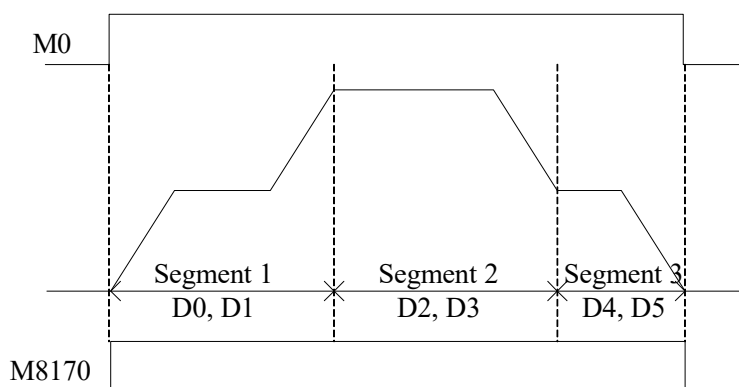 M0
Segment 1 Segment 2 Segment 3
D0, D1 D2, D3 D4, D5
M8170